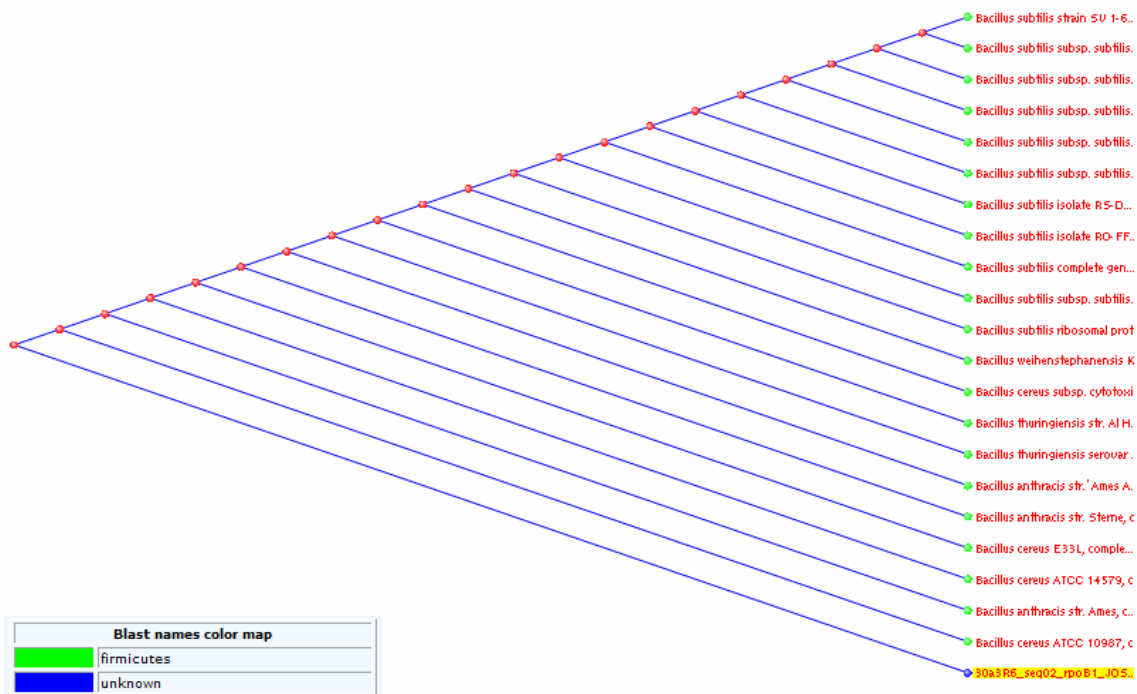 Bacillus subtilis strain SV 1-6...
Bacillus subtilis subsp. subtilis.
Bacillus subtilis subsp. subtilis.
Bacillus subtilis subsp. subtilis.
Bacillus subtilis subsp. subtilis.
Bacillus subtilis subsp. subtilis.
Bacillus subtilis isolate RS-D...
Bacillus subtilis isolate RO-FF..
Bacillus subtilis complete gen...
Bacillus subtilis subsp. subtilis.
Bacillus subtilis ribosomal prot
Bacillus weihenstephanensis K
Bacillus cereus subsp. cytotoxi
Bacillus thuringiensis str. Al H.
Bacillus thuringiensis serovar .
Bacillus anthracis str. 'Ames A.
Bacillus anthracis str. Sterne, c
Bacillus cereus E33L, comple...
Bacillus cereus ATCC 14579, c
Bacillus anthracis str. Ames, c..
Bacillus cereus ATCC 10987, c
30a3R6_seq02_rpoB1_JOS..
Blast names color map
firmicutes
unknown